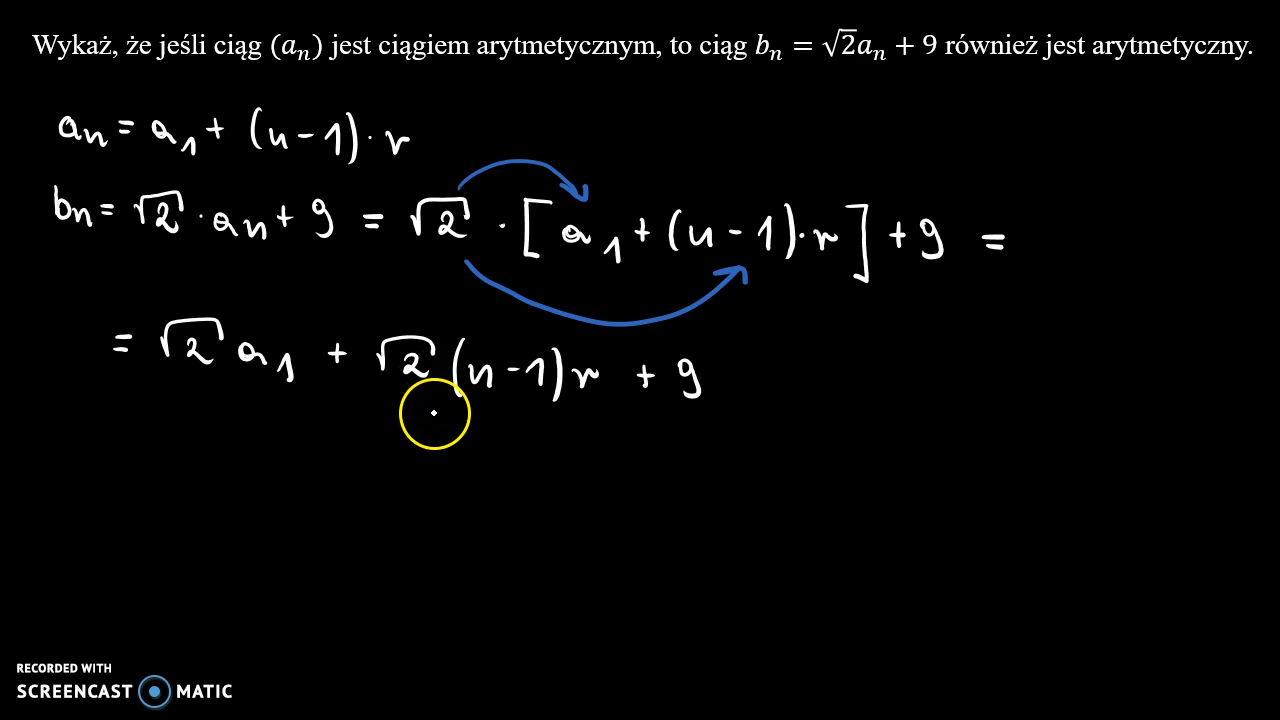 Wykaż, że jeśli ciąg (aₙ) jest ciągiem arytmetycznym, to ciąg bₙ = √2aₙ + 9 również jest arytmetyczny.
aₙ = a₁ + (n-1)·r
bₙ = √2 · aₙ + 9 = √2 · [a₁ + (n-1)·r] + 9 =
= √2 a₁ + √2 (n-1)r + 9
RECORDED WITH
SCREENCAST MATIC